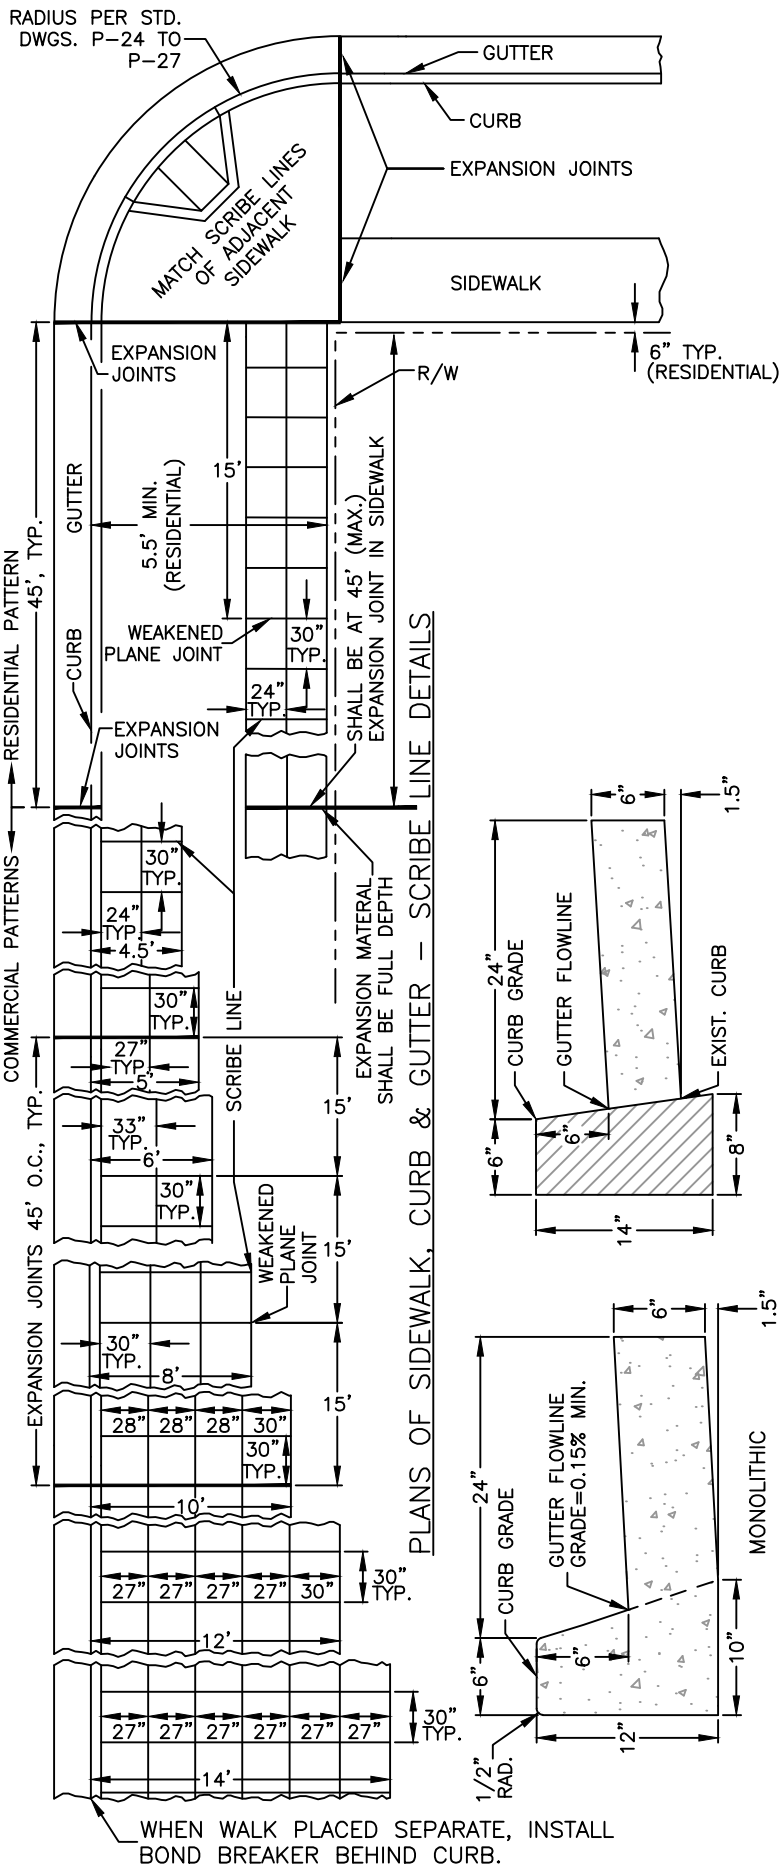 RADIUS PER STD.
DWGS. P-24 TO
P-27
GUTTER
CURB
EXPANSION JOINTS
MATCH SCRIBE LINES
OF ADJACENT
SIDEWALK
SIDEWALK
EXPANSION
JOINTS
R/W
6" TYP.
(RESIDENTIAL)
45', TYP.
GUTTER
5.5' MIN.
(RESIDENTIAL)
15'
SHALL BE AT 45' (MAX.)
EXPANSION JOINT IN SIDEWALK
RESIDENTIAL PATTERN
CURB
WEAKENED
PLANE JOINT
30"
TYP.
24"
TYP.
EXPANSION
JOINTS
COMMERCIAL PATTERNS
30"
TYP.
24"
TYP.
4.5'
EXPANSION MATERAL
SHALL BE FULL DEPTH
30"
TYP.
27"
TYP.
5'
SCRIBE LINE
15'
33"
TYP.
6'
30"
TYP.
WEAKENED
PLANE
JOINT
15'
EXPANSION JOINTS 45' O.C., TYP.
30"
TYP.
8'
15'
28"
28"
28"
30"
30"
TYP.
10'
27"
27"
27"
27"
30"
30"
TYP.
12'
27"
27"
27"
27"
27"
27"
30"
TYP.
14'
WHEN WALK PLACED SEPARATE, INSTALL
BOND BREAKER BEHIND CURB.
PLANS OF SIDEWALK, CURB & GUTTER - SCRIBE LINE DETAILS
6"
1.5"
24"
CURB GRADE
GUTTER FLOWLINE
EXIST. CURB
6"
6"
8"
14"
6"
1.5"
24"
CURB GRADE
GUTTER FLOWLINE
GRADE=0.15% MIN.
MONOLITHIC
6"
6"
10"
12"
1/2"
RAD.